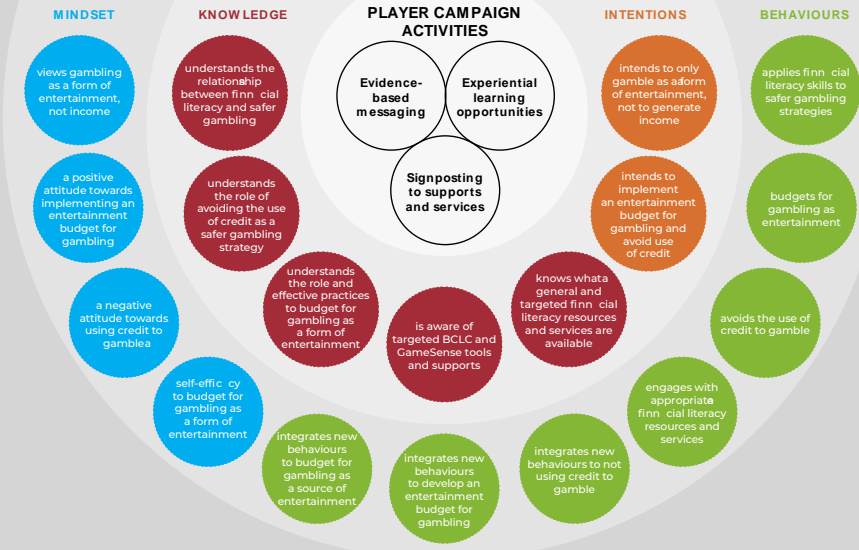 MINDSET
KNOWLEDGE
PLAYER CAMPAIGN
ACTIVITIES
INTENTIONS
BEHAVIOURS
views gambling
as a form of
entertainment,
not income
understands the
relationship
between finn cial
literacy and safer
gambling
Evidence-
based
messaging
Experiential
learning
opportunities
Signposting
to supports
and services
intends to only
gamble as aform
of entertainment,
not to generate
income
applies finn cial
literacy skills to
safer gambling
strategies
a positive
attitude towards
implementing an
entertainment
budget for
gambling
understands
the role of
avoiding the use
of credit as a
safer gambling
strategy
intends to
implement
an entertainment
budget for
gambling and
avoid use
of credit
budgets for
gambling as
entertainment
a negative
attitude towards
using credit to
gamblea
understands
the role and
effective practices
to budget for
gambling as
a form of
entertainment
is aware of
targeted BCLC and
GameSense tools
and supports
knows whata
general and
targeted finn cial
literacy resources
and services are
available
avoids the use of
credit to gamble
self-effic cy
to budget for
gambling as
a form of
entertainment
integrates new
behaviours
to budget for
gambling as
a source of
entertainment
integrates new
behaviours
to develop an
entertainment
budget for
gambling
integrates new
behaviours to not
using credit to
gamble
engages with
appropriate
finn cial literacy
resources and
services